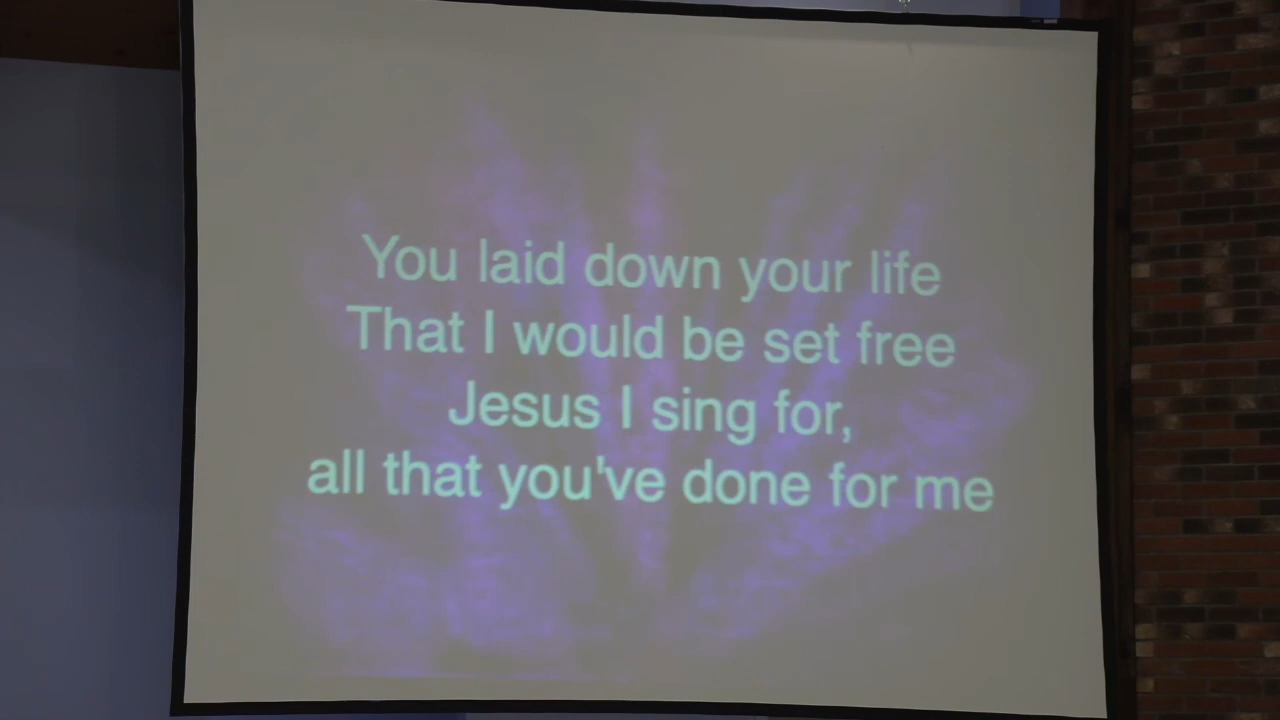 You laid down your life
That I would be set free
Jesus I sing for,
all that you've done for me